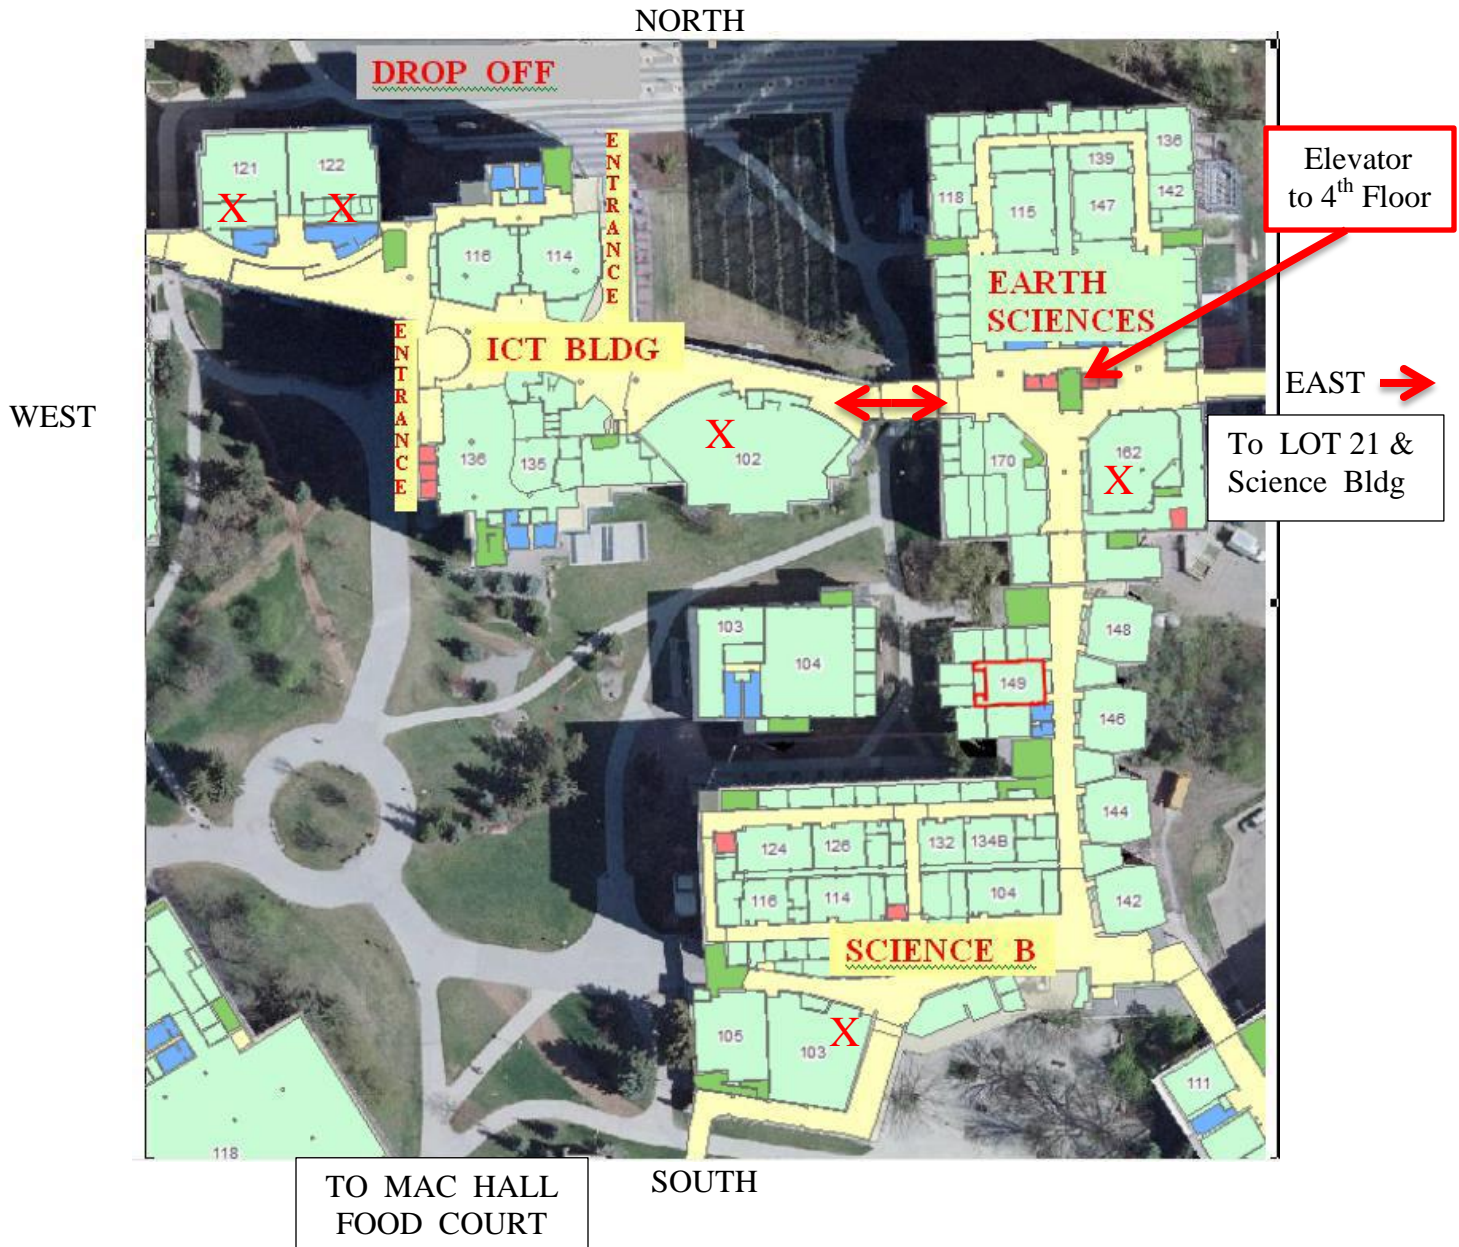 NORTH
DROP OFF
ENTRANCE
121
122
X
X
116
114
118
115
139
147
136
142
Elevator
to 4th Floor
EARTH
SCIENCES
ENTRANCE
ICT BLDG
EAST
WEST
To LOT 21 &
Science Bldg
136
135
X
102
170
162
X
103
104
148
149
146
144
124
126
132
134B
116
114
104
142
SCIENCE B
105
103
X
111
118
TO MAC HALL
FOOD COURT
SOUTH